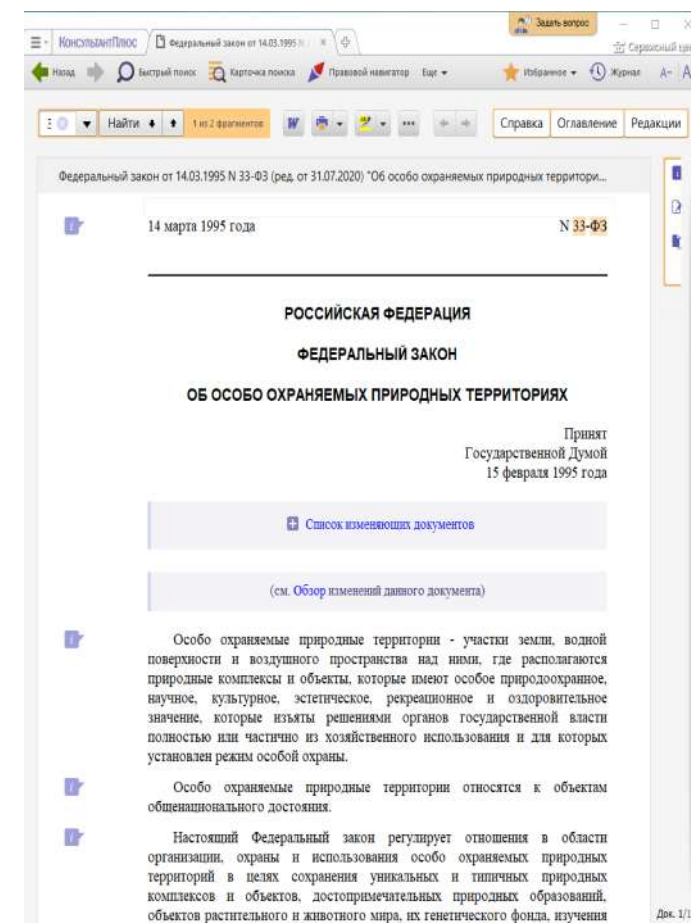 Задать вопрос
КонсультантПлюс Федеральный закон от 14.03.1995 N
Сервисный
Назад Быстрый поиск Карточка поиска Правовой навигатор Еще Избранное Журнал A- A
Найти 1 из 2 фрагментов W Справка Оглавление Редакции
Федеральный закон от 14.03.1995 N 33-ФЗ (ред. от 31.07.2020) "Об особо охраняемых природных территори...
14 марта 1995 года N 33-ФЗ
РОССИЙСКАЯ ФЕДЕРАЦИЯ
ФЕДЕРАЛЬНЫЙ ЗАКОН
ОБ ОСОБО ОХРАНЯЕМЫХ ПРИРОДНЫХ ТЕРРИТОРИЯХ
Принят
Государственной Думой
15 февраля 1995 года
Список изменяющих документов
(см. Обзор изменений данного документа)
Особо охраняемые природные территории - участки земли, водной
поверхности и воздушного пространства над ними, где располагаются
природные комплексы и объекты, которые имеют особое природоохранное,
научное, культурное, эстетическое, рекреационное и оздоровительное
значение, которые изъяты решениями органов государственной власти
полностью или частично из хозяйственного использования и для которых
установлен режим особой охраны.
Особо охраняемые природные территории относятся к объектам
общенационального достояния.
Настоящий Федеральный закон регулирует отношения в области
организации, охраны и использования особо охраняемых природных
территорий в целях сохранения уникальных и типичных природных
комплексов и объектов, достопримечательных природных образований,
объектов растительного и животного мира, их генетического фонда, изучения
Док. 1/1